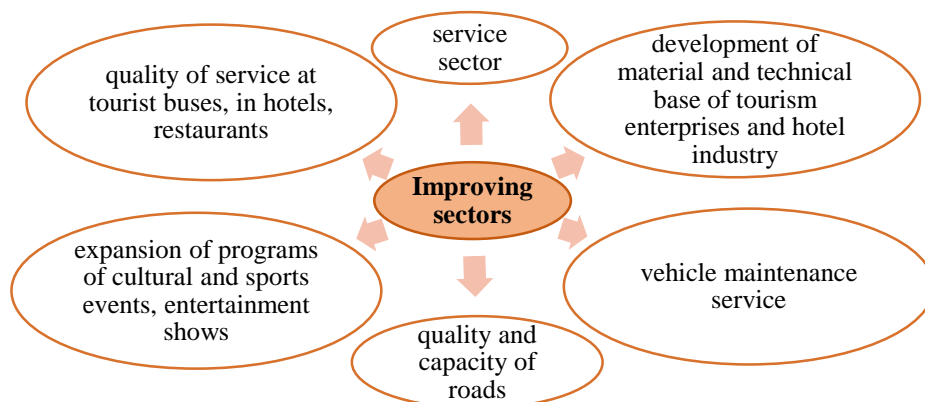 service
sector
quality of service at
tourist buses, in hotels,
restaurants
development of
material and technical
base of tourism
enterprises and hotel
industry
Improving
sectors
expansion of programs
of cultural and sports
events, entertainment
shows
vehicle maintenance
service
quality and
capacity of
roads